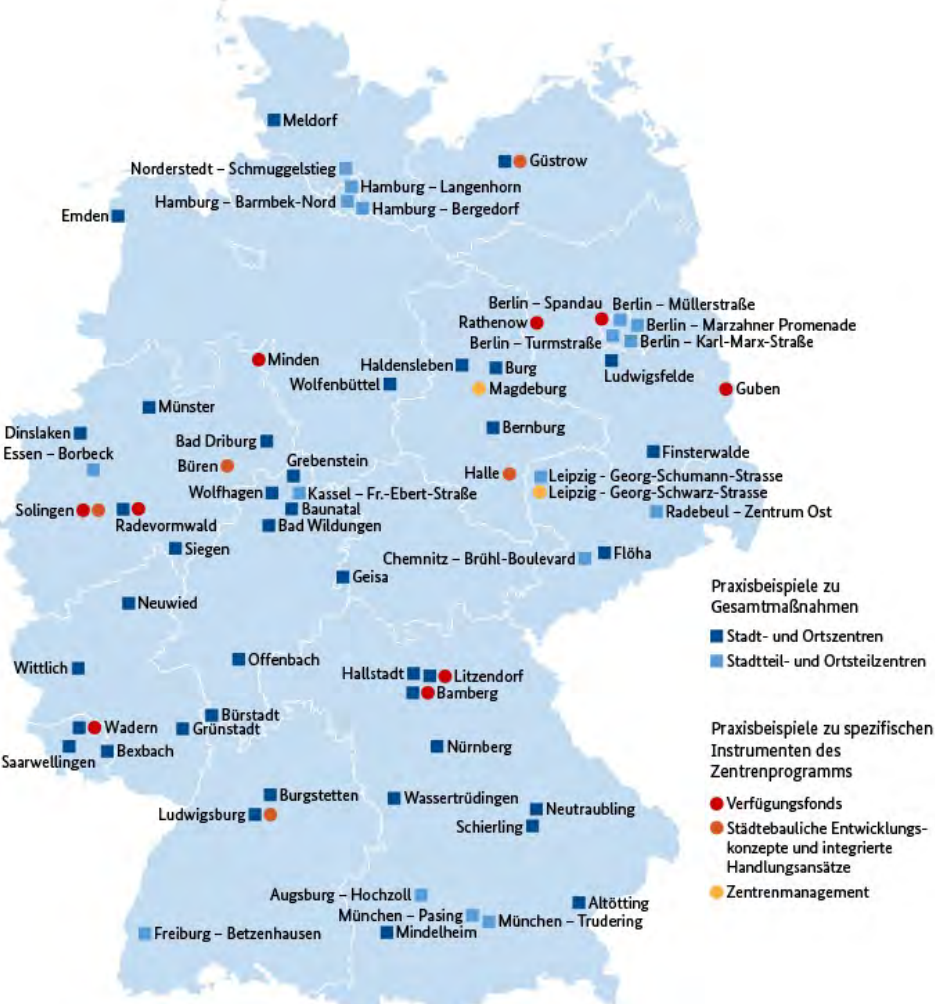 Meldorf
Güstrow
Norderstedt – Schmuggelstieg
Hamburg – Langenhorn
Hamburg – Barmbek-Nord
Hamburg – Bergedorf
Emden
Berlin – Spandau
Berlin – Müllerstraße
Rathenow
Berlin – Marzahner Promenade
Berlin – Turmstraße
Berlin – Karl-Marx-Straße
Minden
Haldensleben
Burg
Ludwigsfelde
Wolfenbüttel
Magdeburg
Guben
Münster
Dinslaken
Bad Driburg
Bernburg
Essen – Borbeck
Finsterwalde
Büren
Grebenstein
Halle
Leipzig - Georg-Schumann-Strasse
Wolfhagen
Kassel – Fr.-Ebert-Straße
Leipzig - Georg-Schwarz-Strasse
Solingen
Baunatal
Radebeul – Zentrum Ost
Radevormwald
Bad Wildungen
Siegen
Chemnitz – Brühl-Boulevard
Flöha
Geisa
Neuwied
Praxisbeispiele zu
Gesamtmaßnahmen
Stadt- und Ortszentren
Stadtteil- und Ortsteilzentren
Offenbach
Wittlich
Hallstadt
Litzendorf
Bamberg
Bürstadt
Wadern
Grünstadt
Praxisbeispiele zu spezifischen
Instrumenten des
Zentrenprogramms
Nürnberg
Bexbach
Saarwellingen
Burgstetten
Wassertrüdingen
Verfügungsfonds
Neutraubling
Ludwigsburg
Schierling
Städtebauliche Entwicklungs-
konzepte und integrierte
Handlungsansätze
Zentrenmanagement
Augsburg – Hochzoll
Altötting
München – Pasing
München – Trudering
Freiburg – Betzenhausen
Mindelheim